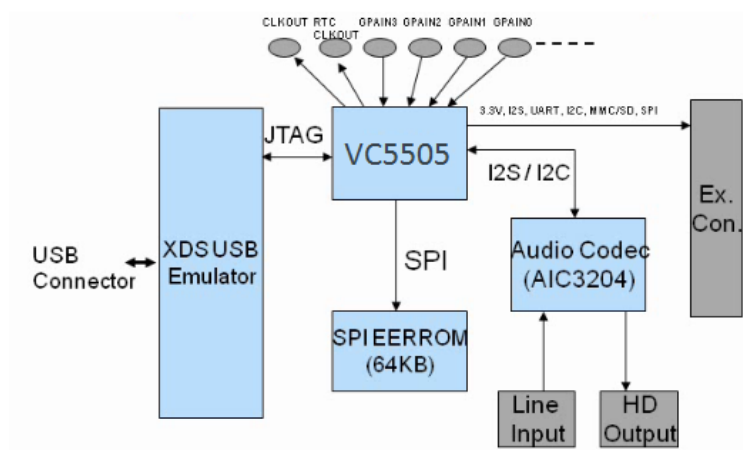 CLKOUT RTC CLKOUT GPAIN3 GPAIN2 GPAIN1 GPAIN0
3.3V, I2S, UART, I2C, MMC/SD, SPI
JTAG
VC5505
I2S / I2C
Ex.
Con.
USB
Connector
XDS USB
Emulator
SPI
Audio Codec
(AIC3204)
SPI EERROM
(64KB)
Line
Input
HD
Output